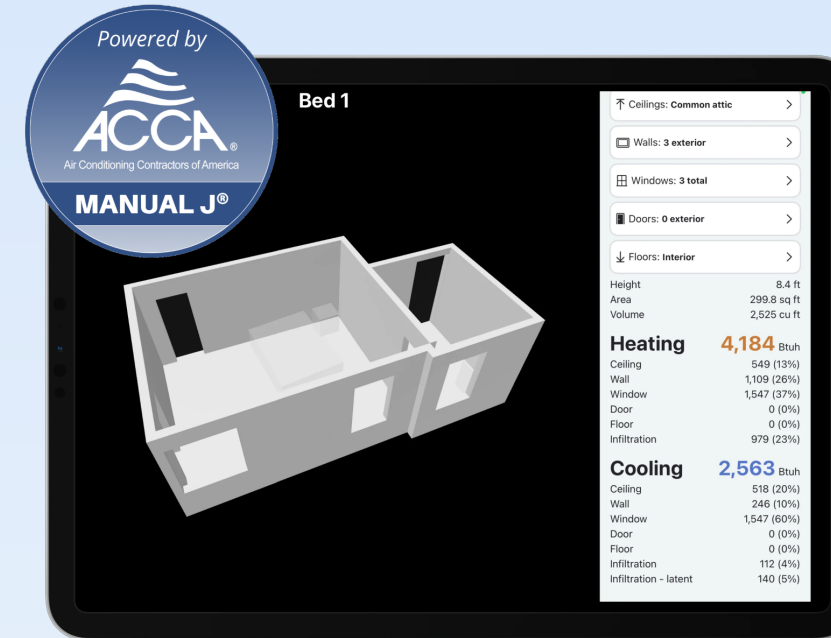 Powered by
ACCA®
Air Conditioning Contractors of America
MANUAL J®
Bed 1
Ceilings: Common attic
Walls: 3 exterior
Windows: 3 total
Doors: 0 exterior
Floors: Interior
Height 8.4 ft
Area 299.8 sq ft
Volume 2,525 cu ft
Heating 4,184 Btuh
Ceiling 549 (13%)
Wall 1,109 (26%)
Window 1,547 (37%)
Door 0 (0%)
Floor 0 (0%)
Infiltration 979 (23%)
Cooling 2,563 Btuh
Ceiling 518 (20%)
Wall 246 (10%)
Window 1,547 (60%)
Door 0 (0%)
Floor 0 (0%)
Infiltration 112 (4%)
Infiltration - latent 140 (5%)